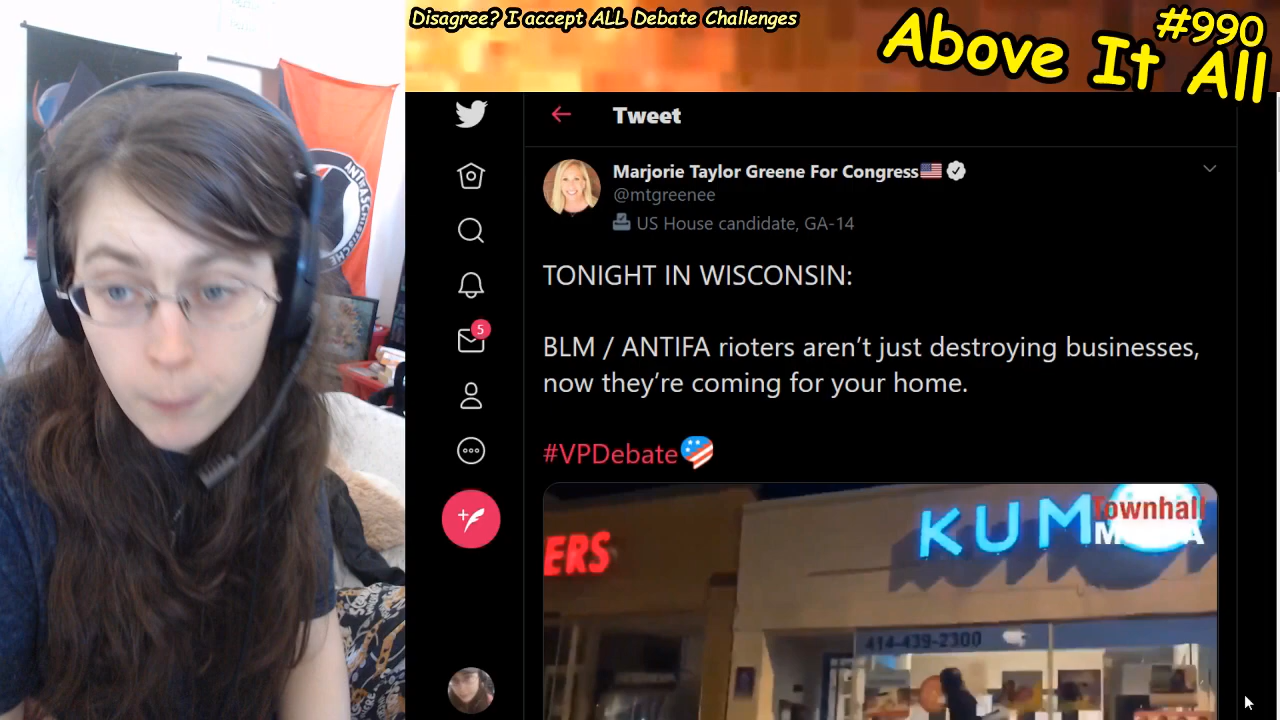 Disagree? I accept ALL Debate Challenges
#990
Above It All
ANTIFASCHISTISCHE
Tweet
Marjorie Taylor Greene For Congress
@mtgreenee
US House candidate, GA-14
TONIGHT IN WISCONSIN:
BLM / ANTIFA rioters aren't just destroying businesses,
now they're coming for your home.
#VPDebate
5
KUM
Townhall
ERS
414-439-2300